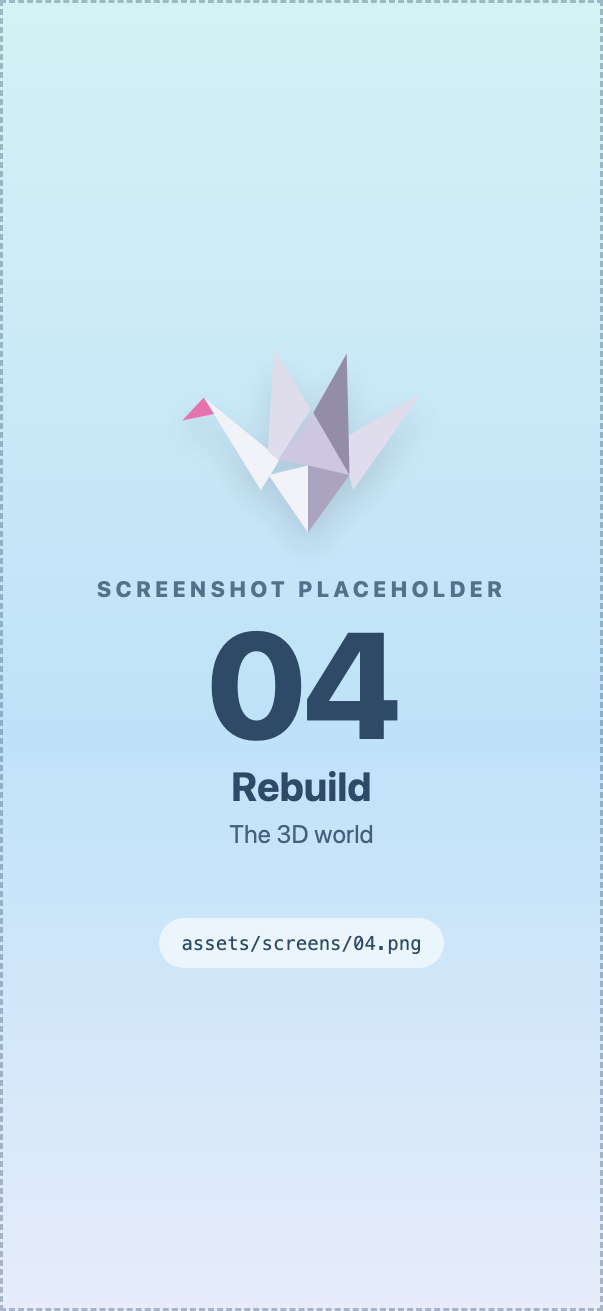 SCREENSHOT PLACEHOLDER
04
Rebuild
The 3D world
assets/screens/04.png